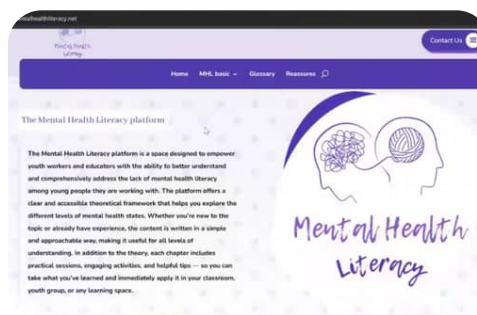 mentalhealthliteracy.net
Mental Health
Literacy
Contact Us
Home MHL basic Glossary Reassures
The Mental Health Literacy platform
The Mental Health Literacy platform is a space designed to empower
youth workers and educators with the ability to better understand
and comprehensively address the lack of mental health literacy
among young people they are working with. The platform offers a
clear and accessible theoretical framework that helps you explore the
different levels of mental health states. Whether you're new to the
topic or already have experience, the content is written in a simple
and approachable way, making it useful for all levels of
understanding. In addition to the theory, each chapter includes
practical sessions, engaging activities, and helpful tips — so you can
take what you've learned and immediately apply it in your classroom,
youth group, or any learning space.
Mental Health
Literacy